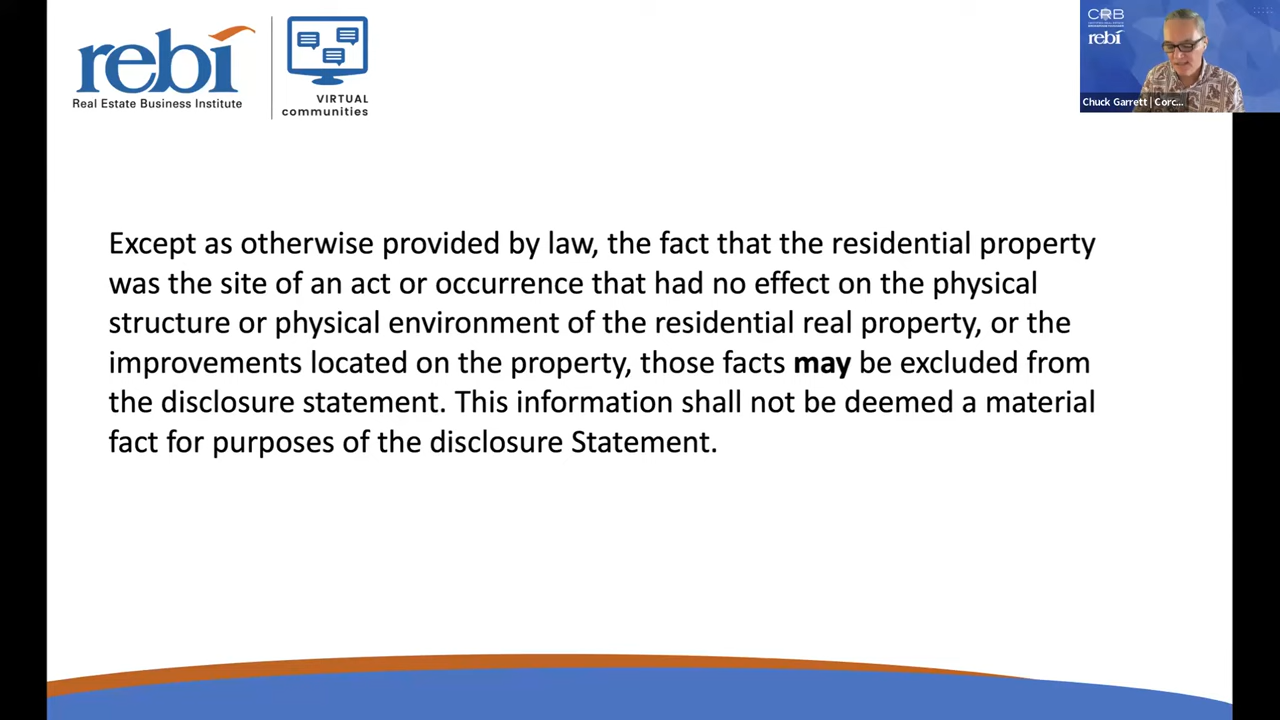 rebi
Real Estate Business Institute
VIRTUAL
communities
CRB
rebi
Chuck Garrett | Corc...
Except as otherwise provided by law, the fact that the residential property
was the site of an act or occurrence that had no effect on the physical
structure or physical environment of the residential real property, or the
improvements located on the property, those facts may be excluded from
the disclosure statement. This information shall not be deemed a material
fact for purposes of the disclosure Statement.